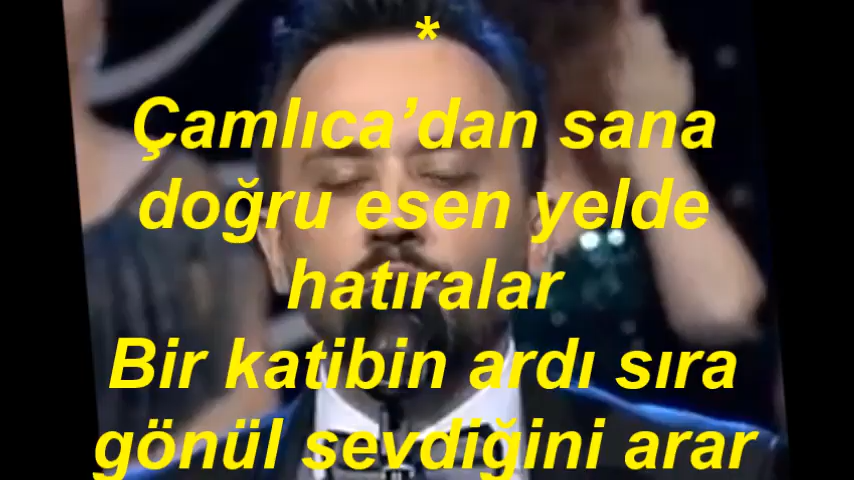 *
Çamlıca’dan sana
doğru esen yelde
hatıralar
Bir katibin ardı sıra
gönül sevdiğini arar